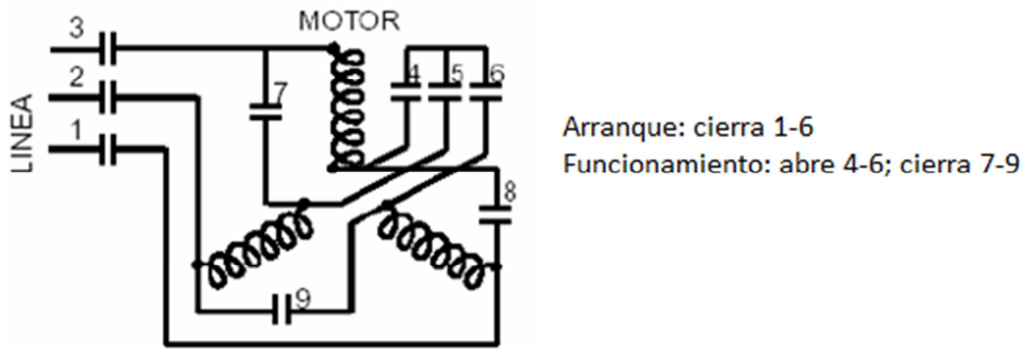 MOTOR
3
2
1
LINEA
7
4
5
6
8
9
Arranque: cierra 1-6
Funcionamiento: abre 4-6; cierra 7-9